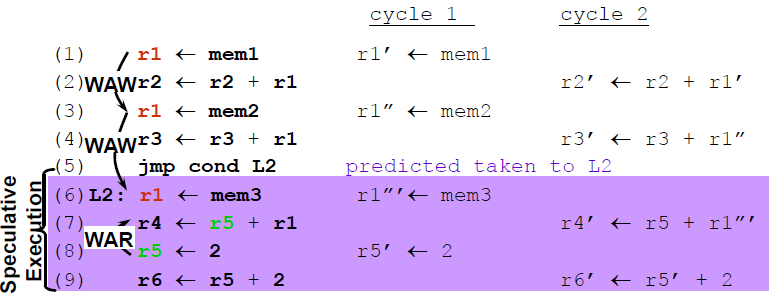 cycle 1 cycle 2
(1) r1 ← mem1 r1′ ← mem1
(2) WAW r2 ← r2 + r1 r2′ ← r2 + r1′
(3) r1 ← mem2 r1″ ← mem2
(4) WAW r3 ← r3 + r1 r3′ ← r3 + r1″
(5) jmp cond L2 predicted taken to L2
(6) L2: r1 ← mem3 r1″′← mem3
(7) r4 ← r5 + r1 r4′ ← r5 + r1″′
WAR
(8) r5 ← 2 r5′ ← 2
(9) r6 ← r5 + 2 r6′ ← r5′ + 2
Speculative
Execution